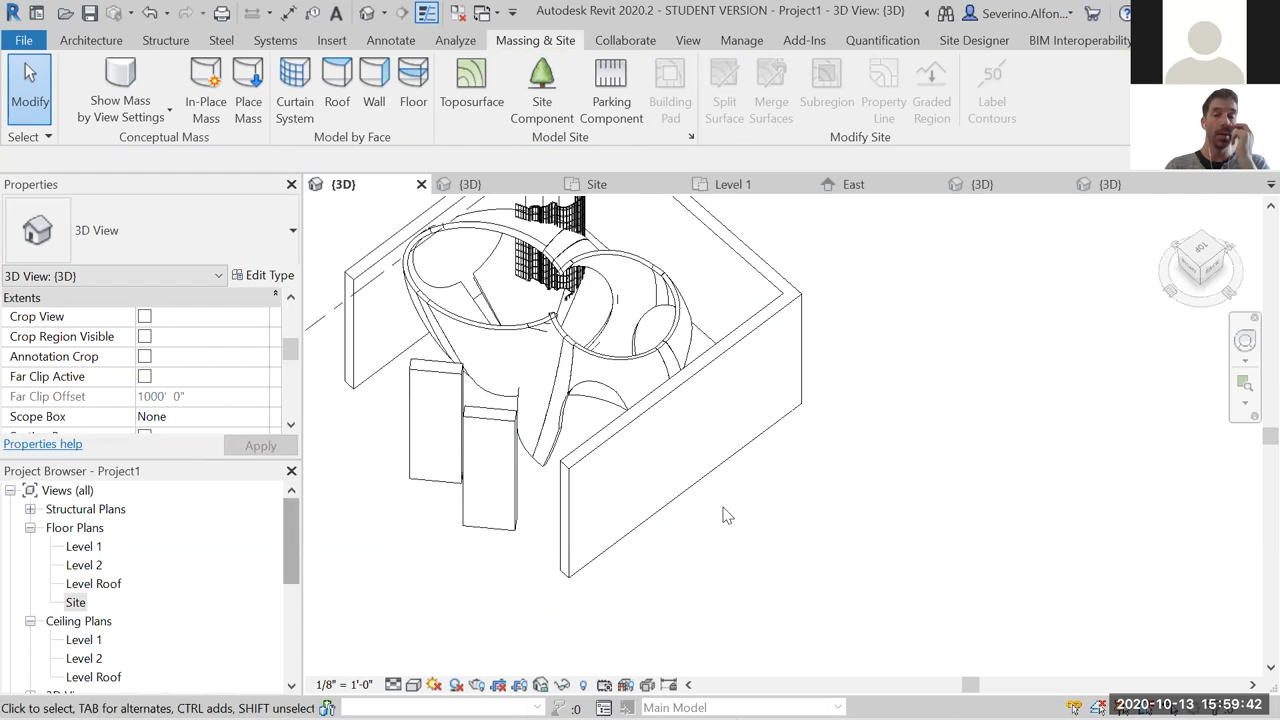 Autodesk Revit 2020.2 - STUDENT VERSION - Project1 - 3D View: {3D}
Severino.Alfon...
File
Architecture
Structure
Steel
Systems
Insert
Annotate
Analyze
Massing & Site
Collaborate
View
Manage
Add-Ins
Quantification
Site Designer
BIM Interoperability
Modify
Show Mass
by View Settings
In-Place
Mass
Place
Mass
Curtain
System
Roof
Wall
Floor
Toposurface
Site
Component
Parking
Component
Building
Pad
Split
Surface
Merge
Surfaces
Subregion
Property
Line
Graded
Region
50
Label
Contours
Select
Conceptual Mass
Model by Face
Model Site
Modify Site
Properties
{3D}
{3D}
Site
Level 1
East
{3D}
{3D}
3D View
3D View: {3D}
Edit Type
Extents
Crop View
Crop Region Visible
Annotation Crop
Far Clip Active
Far Clip Offset
1000' 0"
Scope Box
None
Properties help
Apply
Project Browser - Project1
Views (all)
Structural Plans
Floor Plans
Level 1
Level 2
Level Roof
Site
Ceiling Plans
Level 1
Level 2
Level Roof
TOP
1/8" = 1'-0"
Click to select, TAB for alternates, CTRL adds, SHIFT unselect
:0
Main Model
2020-10-13 15:59:42